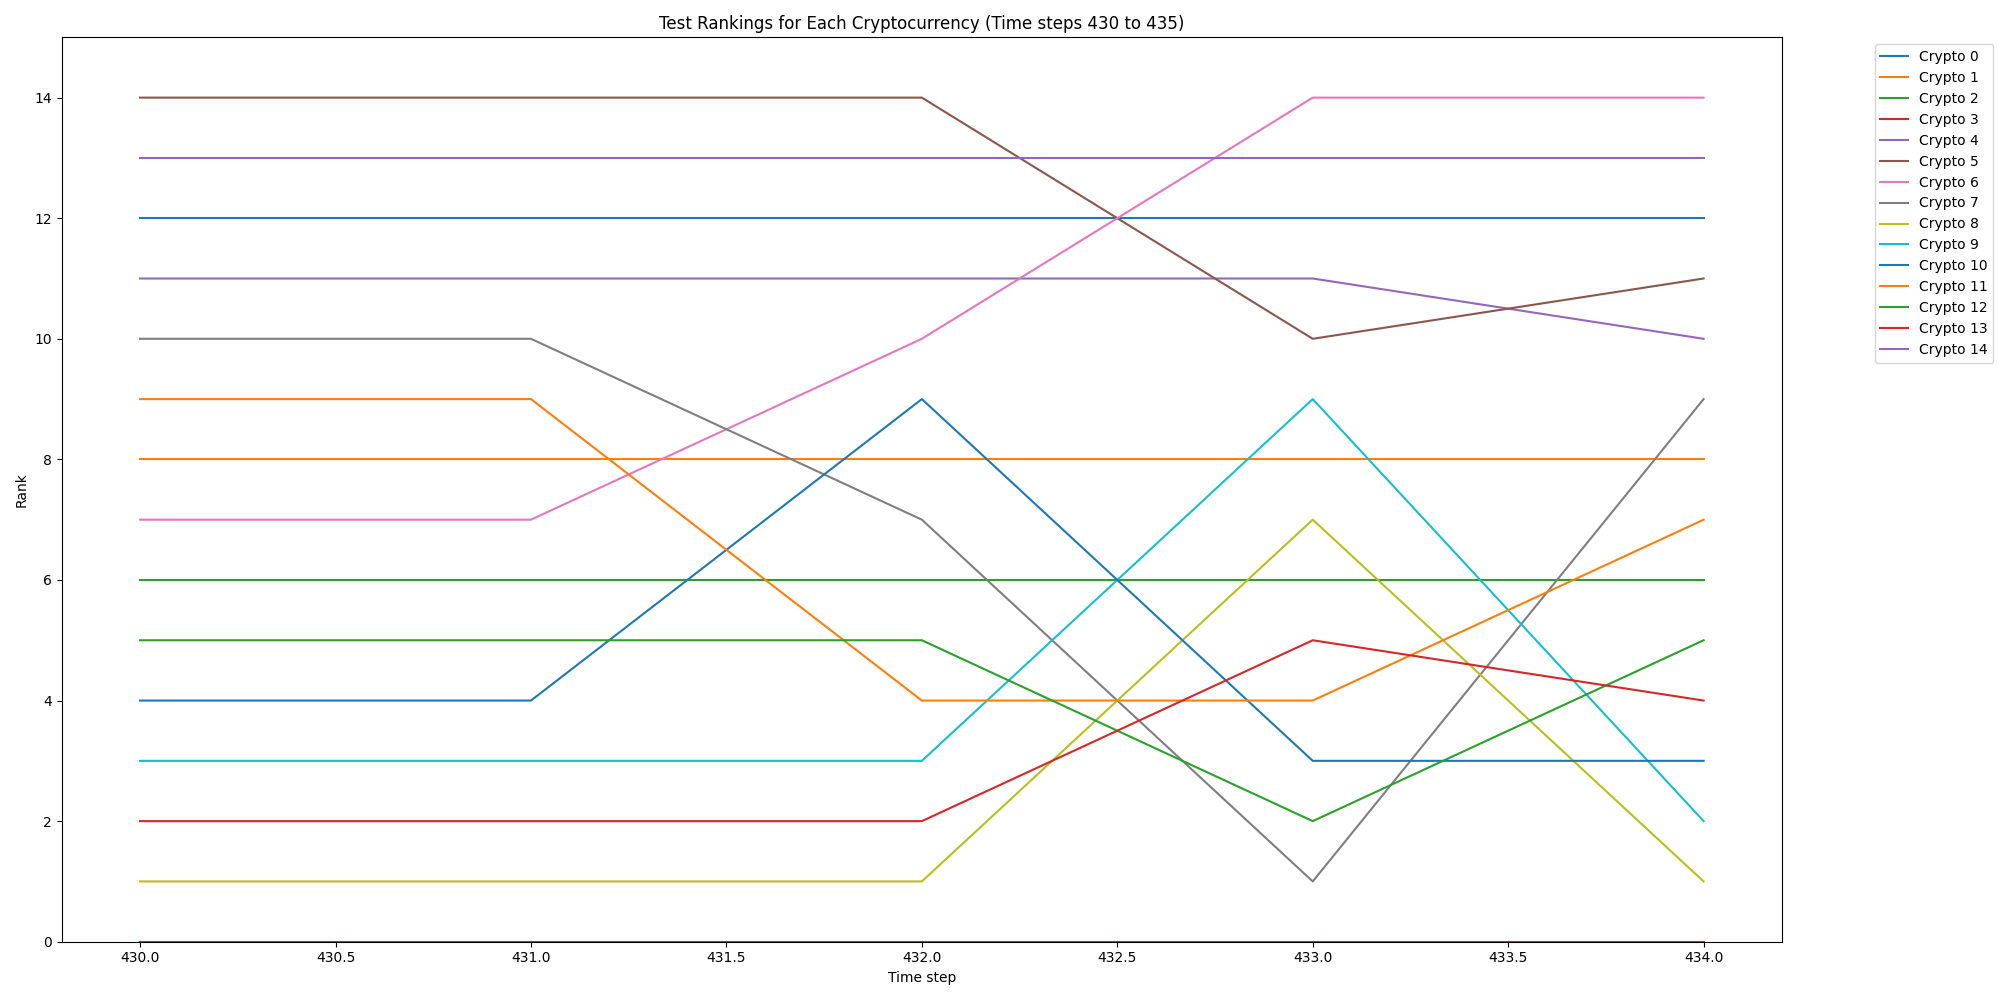 Test Rankings for Each Cryptocurrency (Time steps 430 to 435)
14
12
10
8
6
4
2
0
Rank
430.0
430.5
431.0
431.5
432.0
432.5
433.0
433.5
434.0
Time step
Crypto 0
Crypto 1
Crypto 2
Crypto 3
Crypto 4
Crypto 5
Crypto 6
Crypto 7
Crypto 8
Crypto 9
Crypto 10
Crypto 11
Crypto 12
Crypto 13
Crypto 14